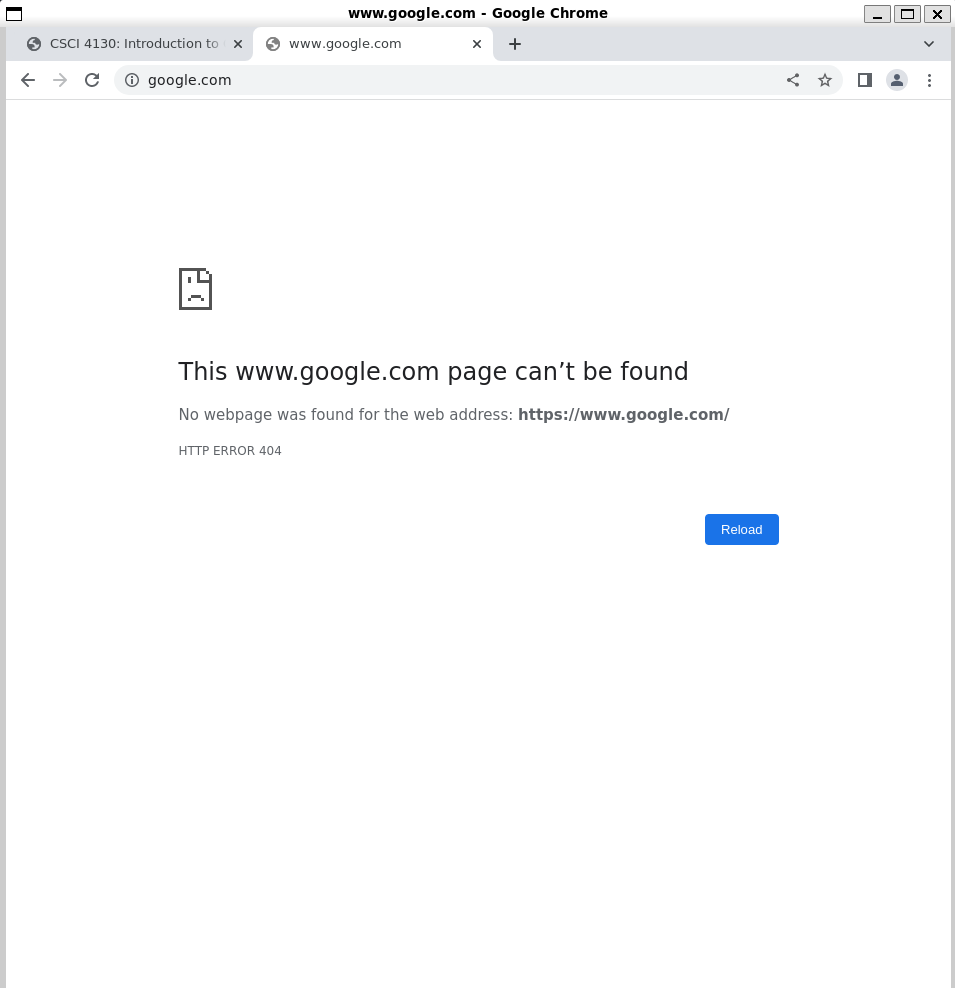 www.google.com - Google Chrome
CSCI 4130: Introduction to
www.google.com
google.com
This www.google.com page can’t be found
No webpage was found for the web address: https://www.google.com/
HTTP ERROR 404
Reload